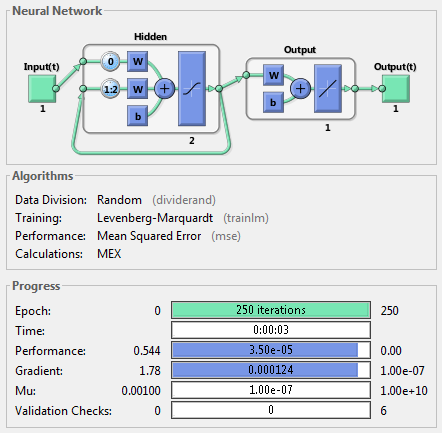 Neural Network
Hidden
Output
Input(t)
Output(t)
0
W
1:2
W
b
W
b
1
2
1
1
Algorithms
Data Division: Random (dividerand)
Training: Levenberg-Marquardt (trainlm)
Performance: Mean Squared Error (mse)
Calculations: MEX
Progress
Epoch: 0 250 iterations 250
Time: 0:00:03
Performance: 0.544 3.50e-05 0.00
Gradient: 1.78 0.000124 1.00e-07
Mu: 0.00100 1.00e-07 1.00e+10
Validation Checks: 0 0 6